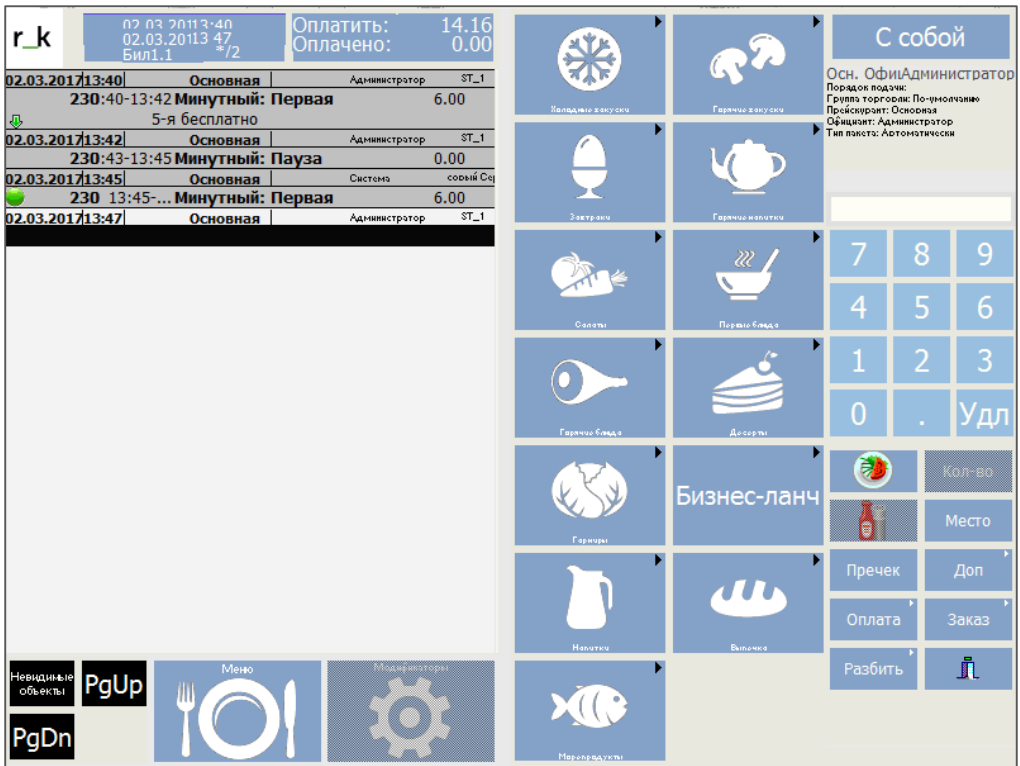 r_k
02.03.20113:40
02.03.20113 47
Бил1.1 */2
Оплатить: 14.16
Оплачено: 0.00
02.03.2017 13:40 Основная Администратор ST_1
230:40-13:42 Минутный: Первая 6.00
5-я бесплатно
02.03.2017 13:42 Основная Администратор ST_1
230:43-13:45 Минутный: Пауза 0.00
02.03.2017 13:45 Основная Система совый Сер
230 13:45-... Минутный: Первая 6.00
02.03.2017 13:47 Основная Администратор ST_1
Невидимые
объекты
PgUp
PgDn
Меню
Модификаторы
Холодные закуски
Горячие закуски
Завтраки
Горячие напитки
Салаты
Первые блюда
Горячие блюда
Десерты
Гарниры
Бизнес-ланч
Напитки
Выпечка
Морепродукты
С собой
Осн. ОфиАдминистратор
Порядок подачи:
Группа торговли: По-умолчанию
Прейскурант: Основная
Официант: Администратор
Тип пакета: Автоматически
7 8 9
4 5 6
1 2 3
0 . Удл
Кол-во
Место
Пречек Доп
Оплата Заказ
Разбить